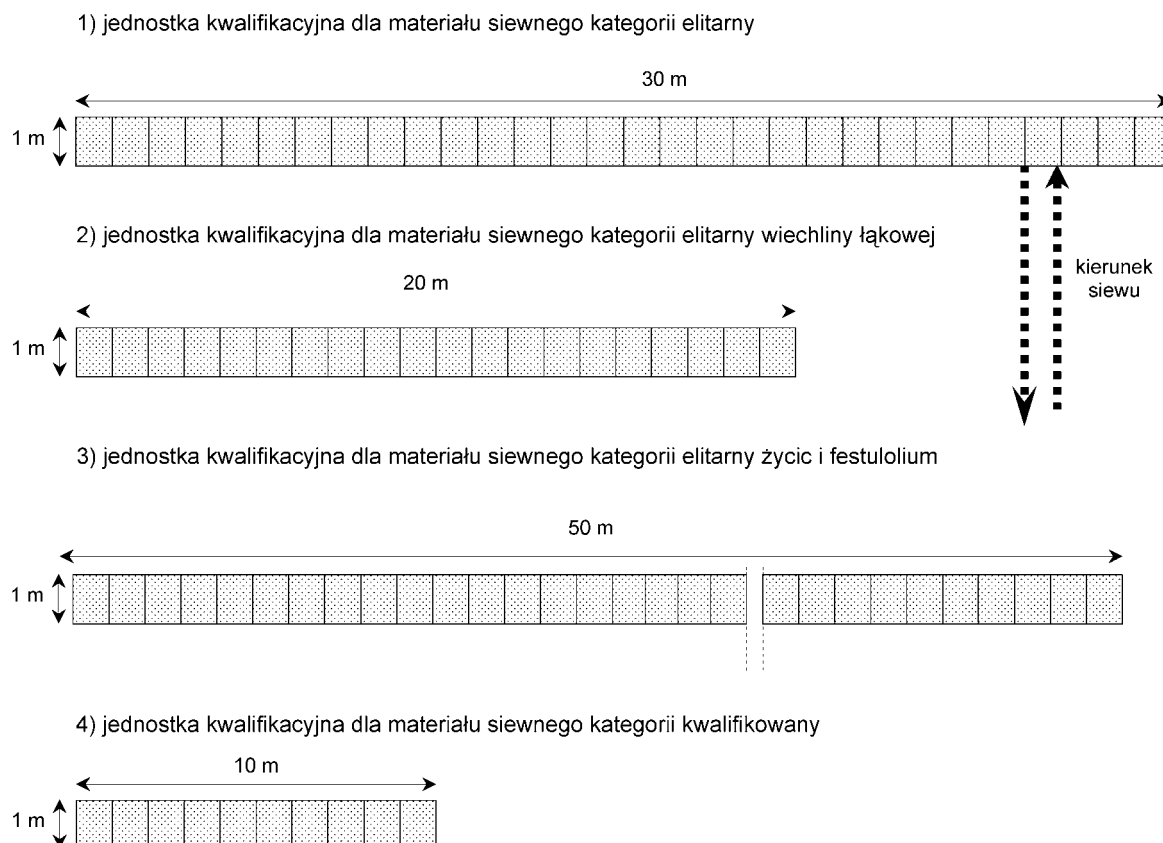 1) jednostka kwalifikacyjna dla materiału siewnego kategorii elitarny
30 m
1 m
2) jednostka kwalifikacyjna dla materiału siewnego kategorii elitarny wiechliny łąkowej
20 m
1 m
kierunek
siewu
3) jednostka kwalifikacyjna dla materiału siewnego kategorii elitarny życic i festulolium
50 m
1 m
4) jednostka kwalifikacyjna dla materiału siewnego kategorii kwalifikowany
10 m
1 m